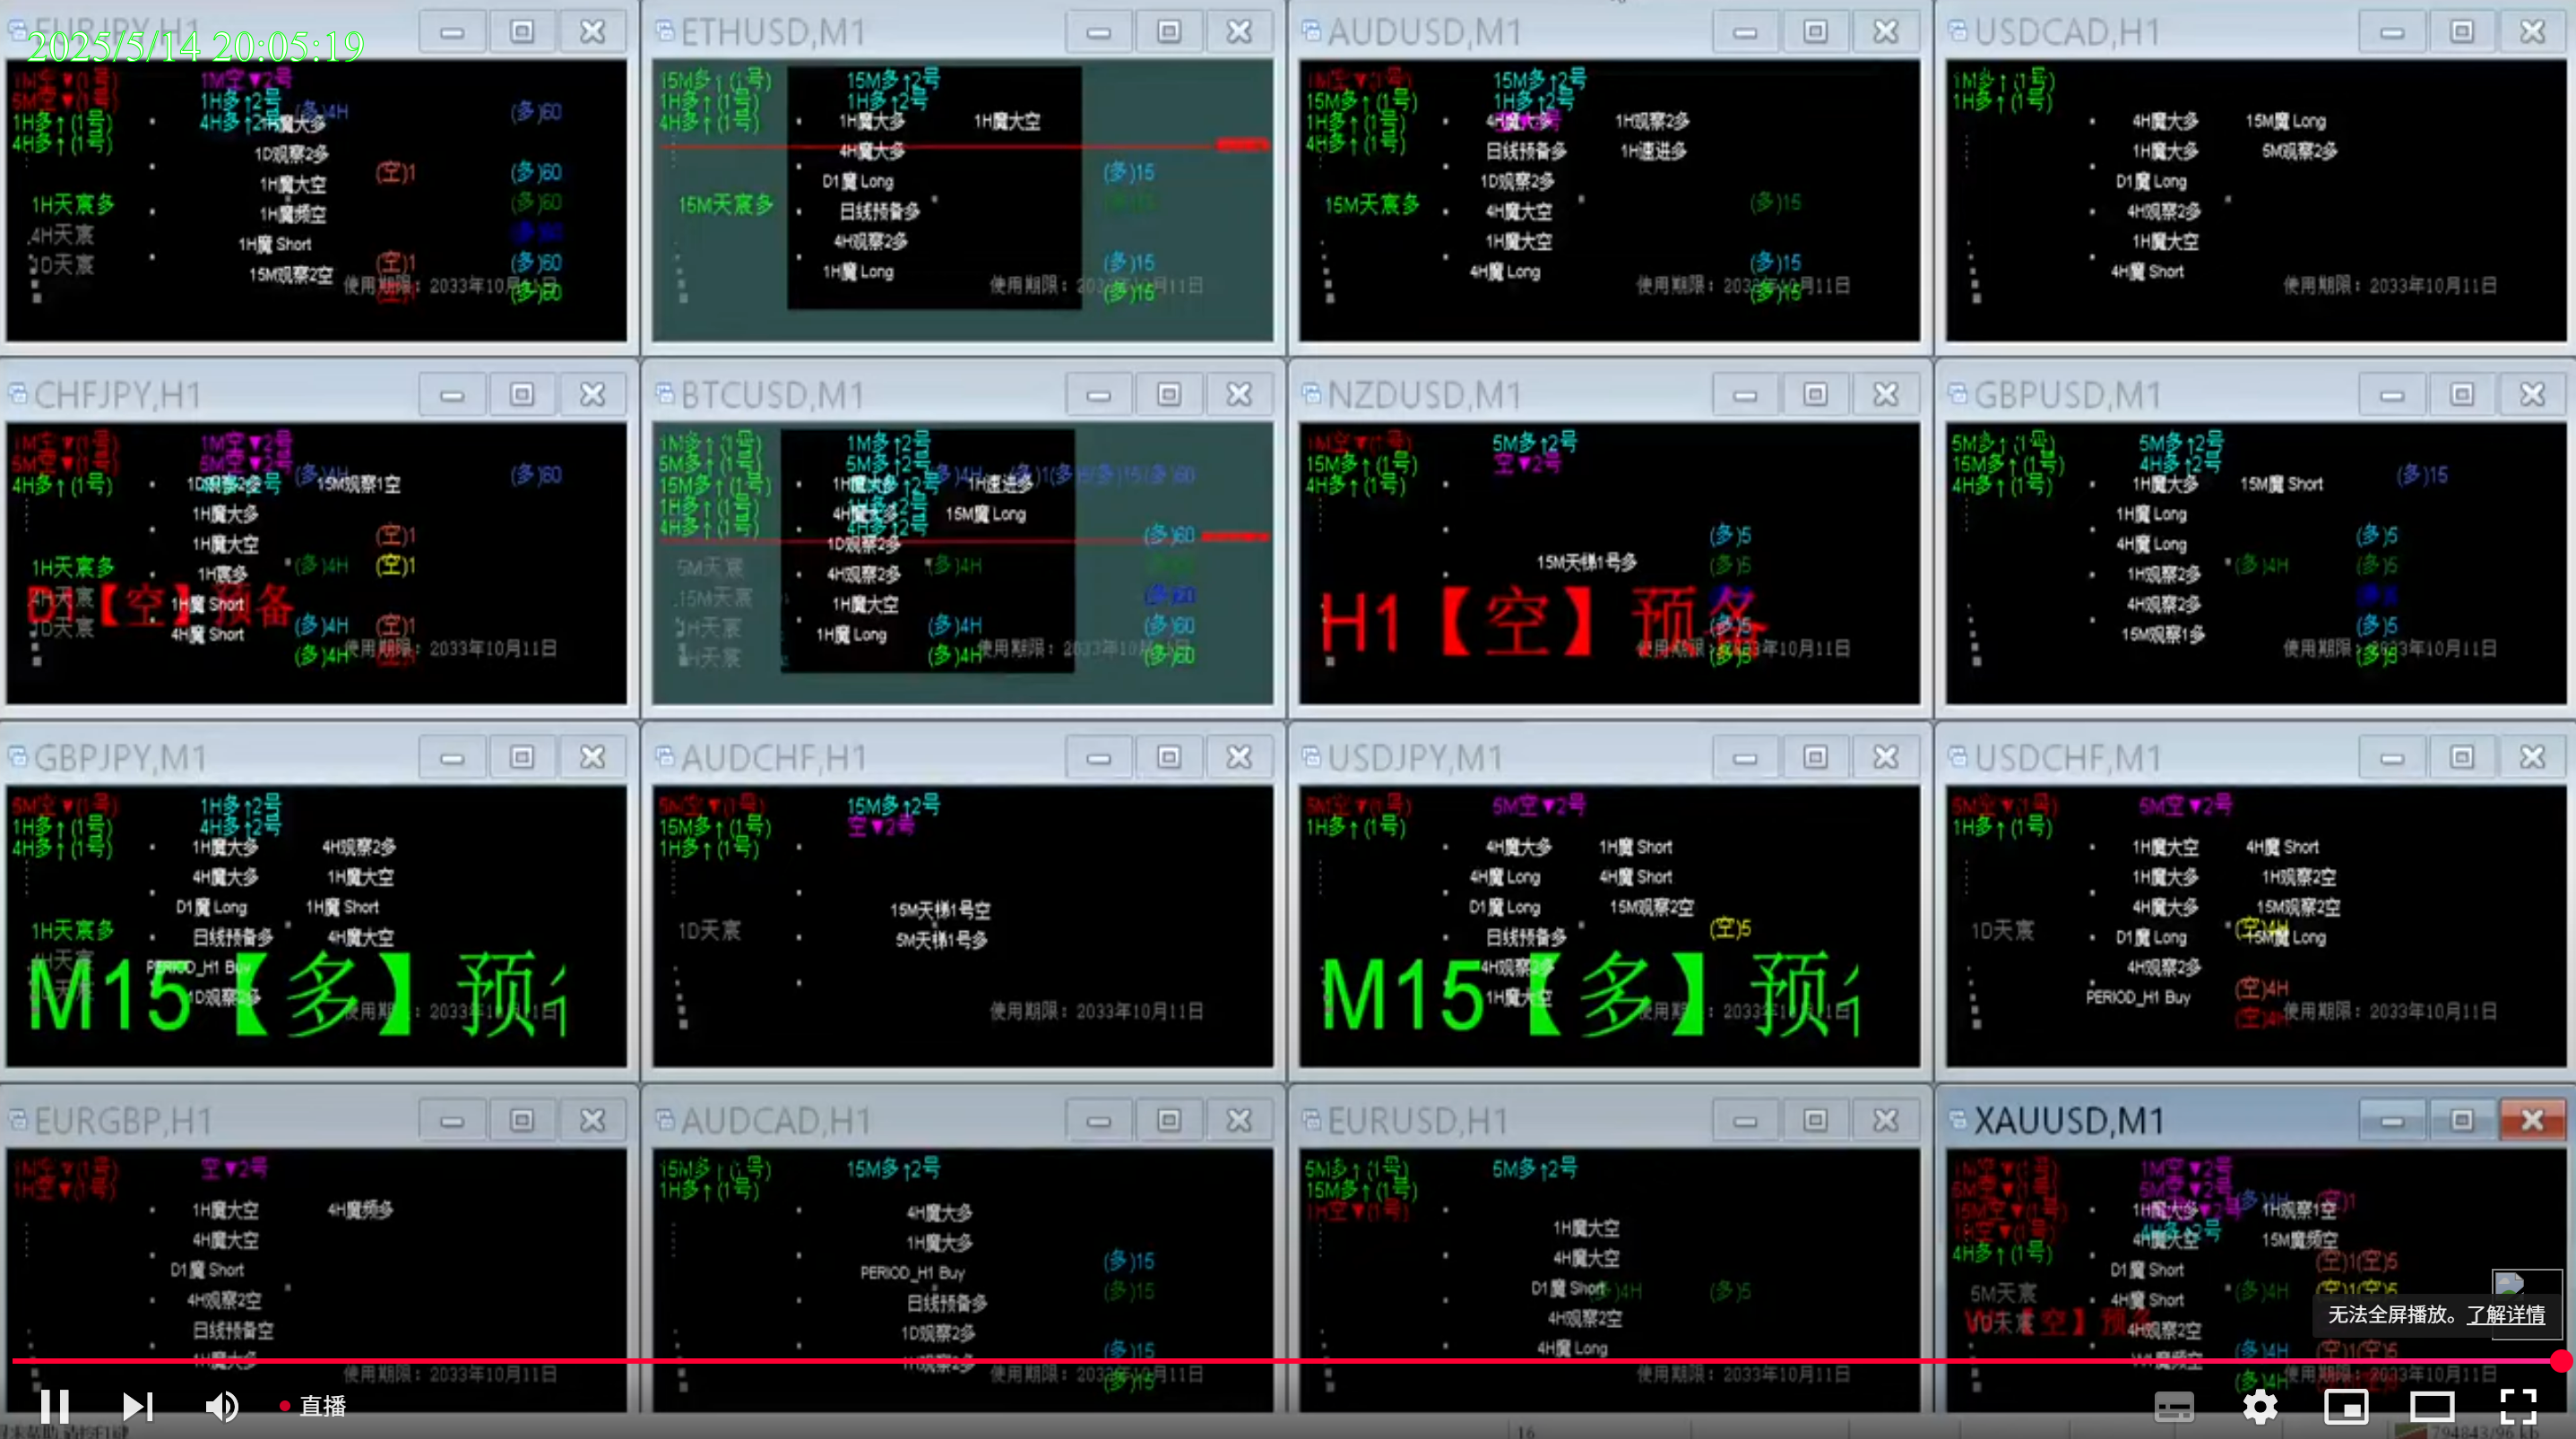 EURJPY,H1
2025/5/14 20:05:19
1M空▼(1号)
5M空▼(1号)
1H多↑(1号)
4H多↑(1号)
1M空▼2号
1H多↑2号
4H多↑2号
(多)4H
(多)60
1H魔大多
1D观察2多
(空)1
(多)60
1H魔大空
1H天宸多
1H魔频空
(多)60
4H天宸
1H魔 Short
(多)60
1D天宸
15M观察2空
(空)1
(多)60
使用期限：2033年10月11日
(多)60
ETHUSD,M1
15M多↑(1号)
1H多↑(1号)
4H多↑(1号)
15M多↑2号
1H多↑2号
1H魔大多
1H魔大空
4H魔大多
D1魔 Long
(多)15
15M天宸多
日线预备多
4H观察2多
1H魔 Long
(多)15
使用期限：2033年10月11日
(多)15
AUDUSD,M1
1M空▼(1号)
15M多↑(1号)
1H多↑(1号)
4H多↑(1号)
15M多↑2号
1H多↑2号
4H魔大多
1H观察2多
日线预备多
1H速进多
1D观察2多
15M天宸多
4H魔大空
(多)15
1H魔大空
4H魔 Long
(多)15
使用期限：2033年10月11日
(多)15
USDCAD,H1
1M多↑(1号)
1H多↑(1号)
4H魔大多
15M魔 Long
1H魔大多
5M观察2多
D1魔 Long
4H观察2多
1H魔大空
4H魔 Short
使用期限：2033年10月11日
CHFJPY,H1
1M空▼(1号)
5M空▼(1号)
4H多↑(1号)
1M空▼2号
5M空▼2号
(多)4H
(多)60
1D观察2多
15M观察1空
1H魔大多
1H魔大空
(空)1
1H天宸多
1H宸多
(多)4H
(空)1
4H天宸
【空】预备
1H魔 Short
1D天宸
4H魔 Short
(多)4H
(空)1
(多)4H
使用期限：2033年10月11日
BTCUSD,M1
1M多↑(1号)
5M多↑(1号)
15M多↑(1号)
1H多↑(1号)
4H多↑(1号)
1M多↑2号
5M多↑2号
4H多↑2号
1H魔大多
1H速进多
4H魔大多
15M魔 Long
1D观察2多
(多)60
5M天宸
4H观察2多
(多)4H
15M天宸
1H魔大空
(多)60
1H天宸
1H魔 Long
(多)4H
(多)60
(多)4H
使用期限：2033年10月11日
(多)60
NZDUSD,M1
1M空▼(1号)
15M多↑(1号)
4H多↑(1号)
5M多↑2号
空▼2号
(多)5
15M天梯1号多
(多)5
H1【空】预备
(多)5
使用期限：2033年10月11日
(多)5
GBPUSD,M1
5M多↑(1号)
15M多↑(1号)
4H多↑(1号)
5M多↑2号
4H多↑2号
(多)15
1H魔大多
15M魔 Short
1H魔 Long
4H魔 Long
(多)5
1H观察2多
(多)4H
(多)5
4H观察2多
15M观察1多
(多)5
使用期限：2033年10月11日
(多)5
GBPJPY,M1
5M空▼(1号)
1H多↑(1号)
4H多↑(1号)
1H多↑2号
4H多↑2号
1H魔大多
4H观察2多
4H魔大多
1H魔大空
D1魔 Long
1H魔 Short
1H天宸多
日线预备多
4H魔大空
PERIOD_H1 Buy
M15【多】预
1D观察2多
使用期限：2033年10月11日
AUDCHF,H1
5M空▼(1号)
15M多↑(1号)
1H多↑(1号)
15M多↑2号
空▼2号
15M天梯1号空
1D天宸
5M天梯1号多
使用期限：2033年10月11日
USDJPY,M1
5M空▼(1号)
1H多↑(1号)
5M空▼2号
4H魔大多
1H魔 Short
4H魔 Long
4H魔 Short
D1魔 Long
15M观察2空
日线预备多
(空)5
4H观察2多
M15【多】预
1H魔大空
使用期限：2033年10月11日
USDCHF,M1
5M空▼(1号)
1H多↑(1号)
5M空▼2号
1H魔大空
4H魔 Short
1H魔大多
1H观察2空
4H魔大多
15M观察2空
1D天宸
D1魔 Long
(空)4H
15M魔 Long
4H观察2多
PERIOD_H1 Buy
(空)4H
(空)4H
使用期限：2033年10月11日
EURGBP,H1
1M空▼(1号)
1H空▼(1号)
空▼2号
1H魔大空
4H魔频多
4H魔大空
D1魔 Short
4H观察2空
日线预备空
4H魔大多
使用期限：2033年10月11日
AUDCAD,H1
15M多↑(1号)
1H多↑(1号)
15M多↑2号
4H魔大多
1H魔大多
PERIOD_H1 Buy
(多)15
日线预备多
(多)15
1D观察2多
1H观察2多
(多)15
使用期限：2033年10月11日
(多)15
EURUSD,H1
5M多↑(1号)
15M多↑(1号)
1H空▼(1号)
5M多↑2号
1H魔大空
4H魔大空
D1魔 Short
(多)5
4H观察2空
4H魔 Long
使用期限：2033年10月11日
XAUUSD,M1
1M空▼(1号)
5M空▼(1号)
15M空▼(1号)
1H空▼(1号)
4H多↑(1号)
1M空▼2号
5M空▼2号
(多)4H
(空)1
1H魔大多
1H观察1空
4H魔大空
15M魔频空
D1魔 Short
(空)1(空)5
5M天宸
4H魔 Short
(多)4H
(空)1(空)5
4H观察2空
(多)4H
(空)1(空)5
(多)4H
使用期限：2033年10月11日
无法全屏播放。了解详情
直播
16
794843/96 kb